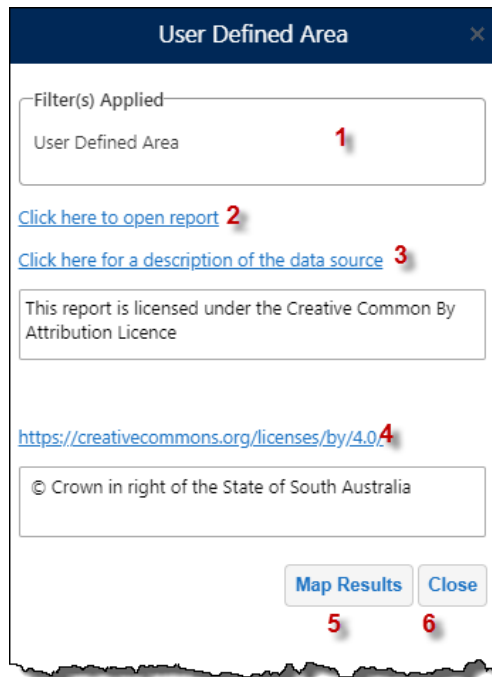 User Defined Area ×
Filter(s) Applied
User Defined Area 1
Click here to open report 2
Click here for a description of the data source 3
This report is licensed under the Creative Common By
Attribution Licence
https://creativecommons.org/licenses/by/4.0/ 4
© Crown in right of the State of South Australia
Map Results Close
5 6